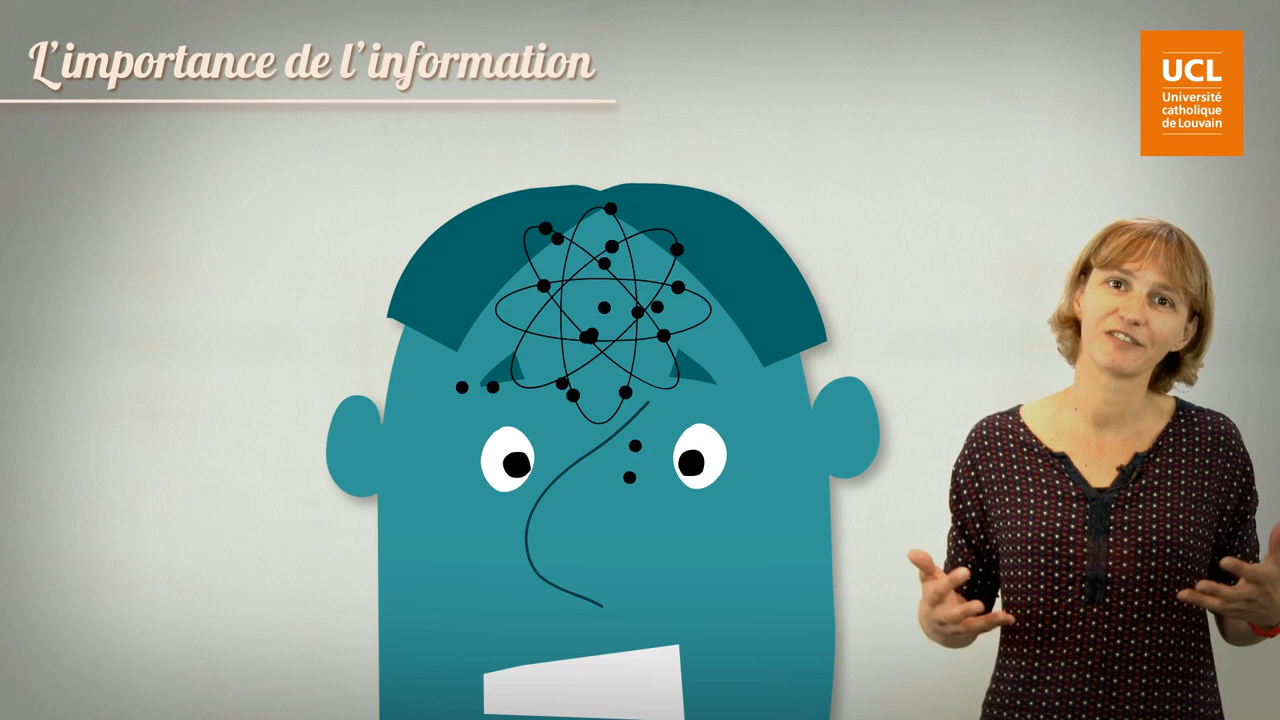 L'importance de l'information
UCL
Université
catholique
de Louvain